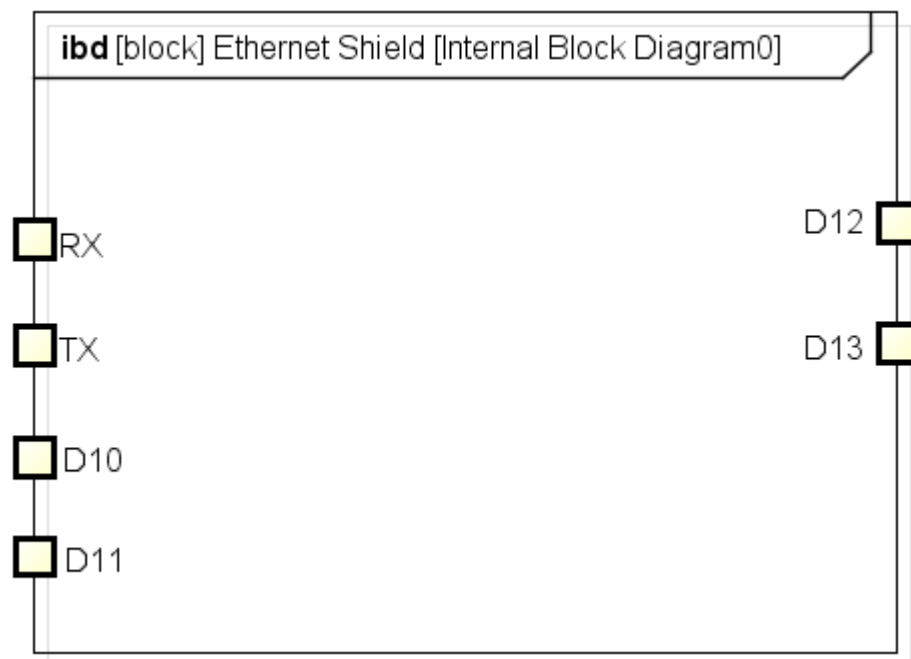 ibd [block] Ethernet Shield [Internal Block Diagram0]
RX
TX
D10
D11
D12
D13